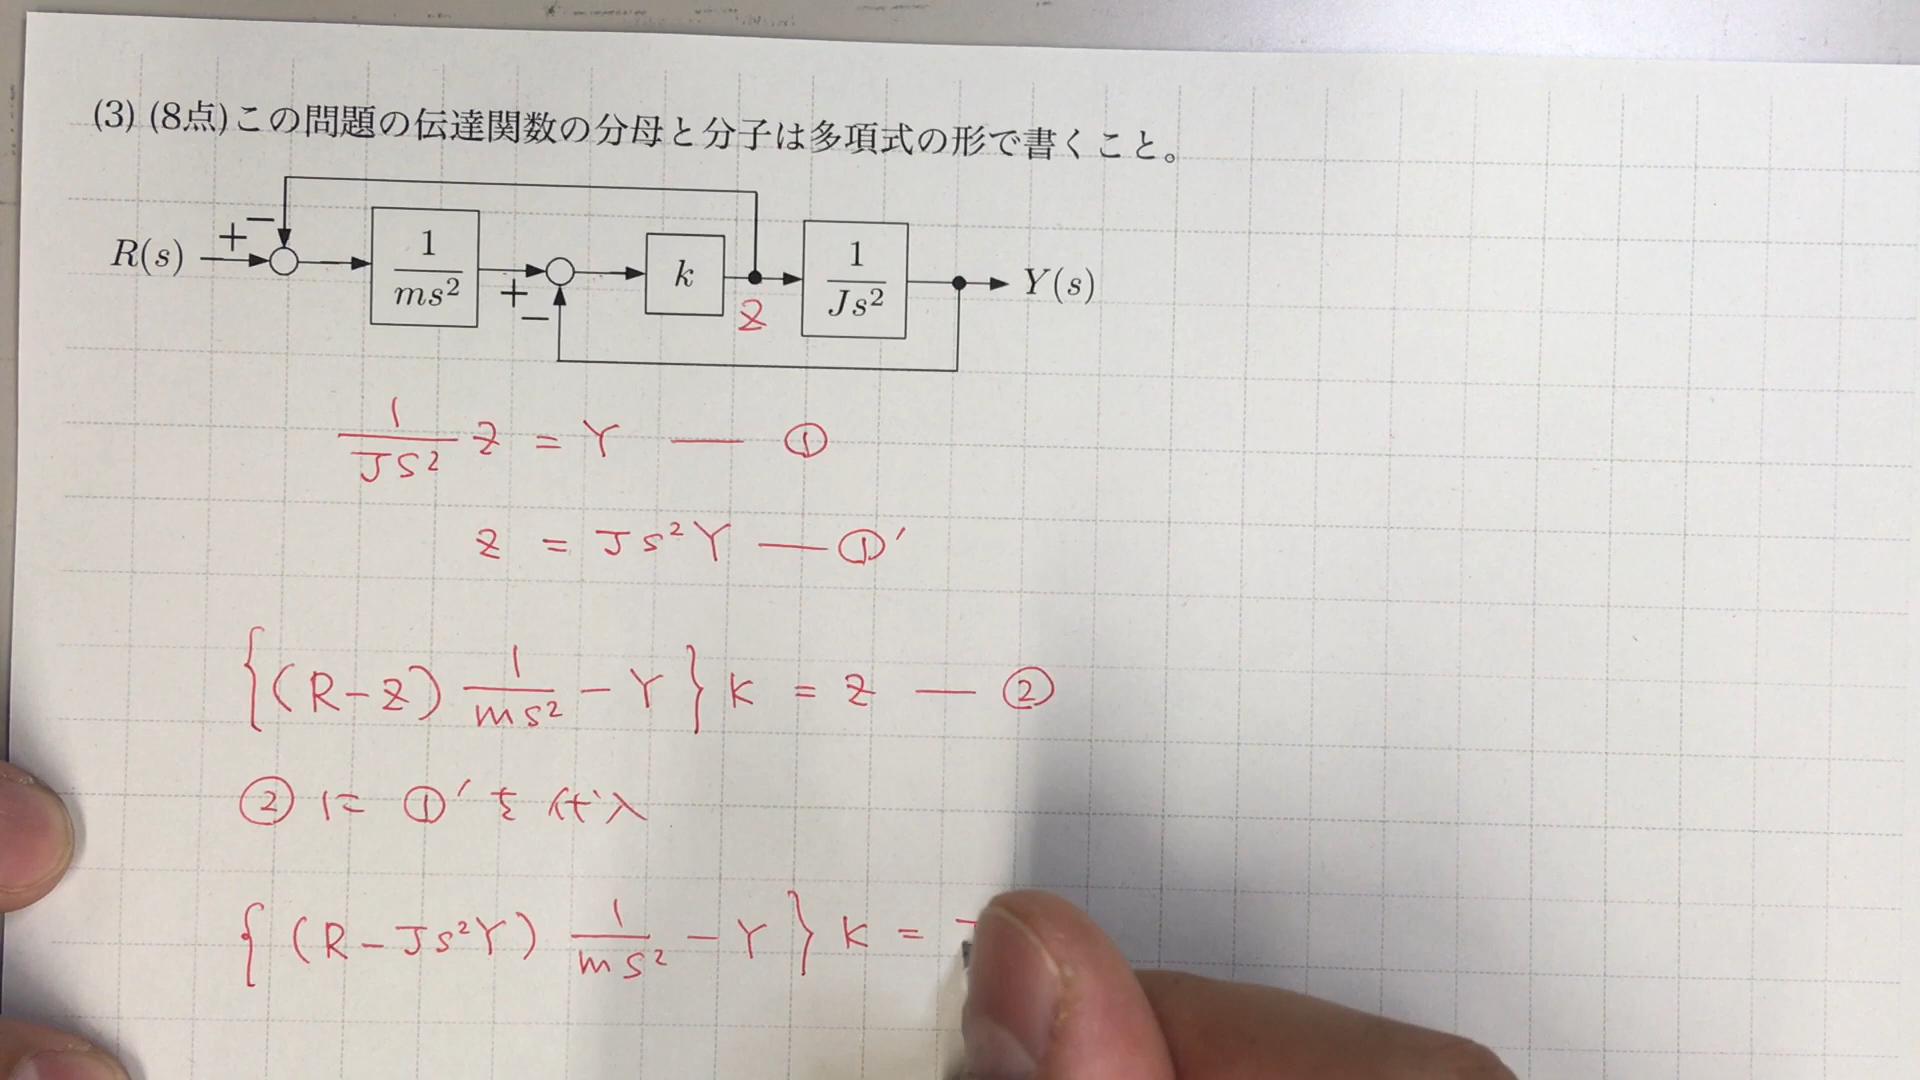 (3) (8点)この問題の伝達関数の分母と分子は多項式の形で書くこと。
R(s) + − 1/ms² + − k 1/Js² Y(s)
Z
1/Js² Z = Y — ①
Z = Js²Y — ①′
{(R−Z) 1/ms² − Y} k = Z — ②
② に ①′ を代入
{(R−Js²Y) 1/ms² − Y} k =